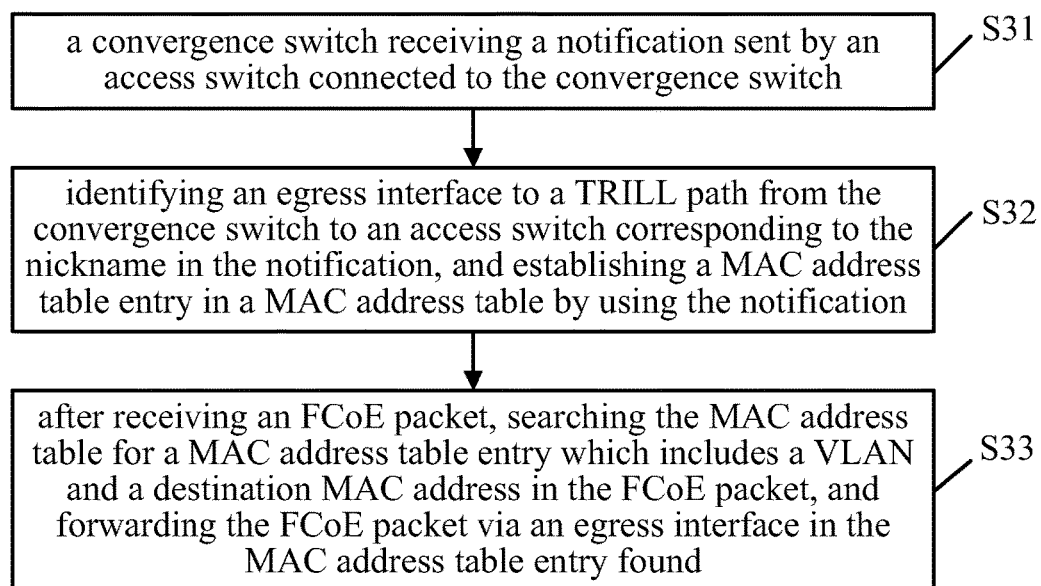 a convergence switch receiving a notification sent by an
access switch connected to the convergence switch
S31
identifying an egress interface to a TRILL path from the
convergence switch to an access switch corresponding to the
nickname in the notification, and establishing a MAC address
table entry in a MAC address table by using the notification
S32
after receiving an FCoE packet, searching the MAC address
table for a MAC address table entry which includes a VLAN
and a destination MAC address in the FCoE packet, and
forwarding the FCoE packet via an egress interface in the
MAC address table entry found
S33